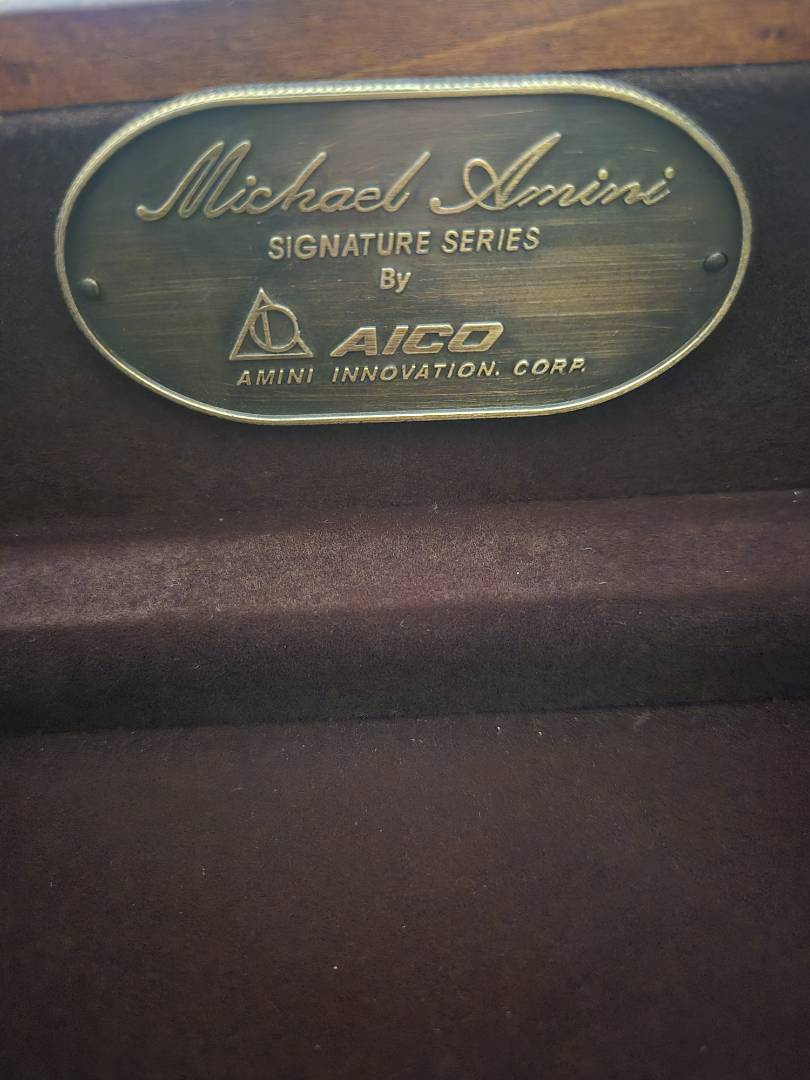 Michael Amini
SIGNATURE SERIES
By
AICO
AMINI INNOVATION. CORP.